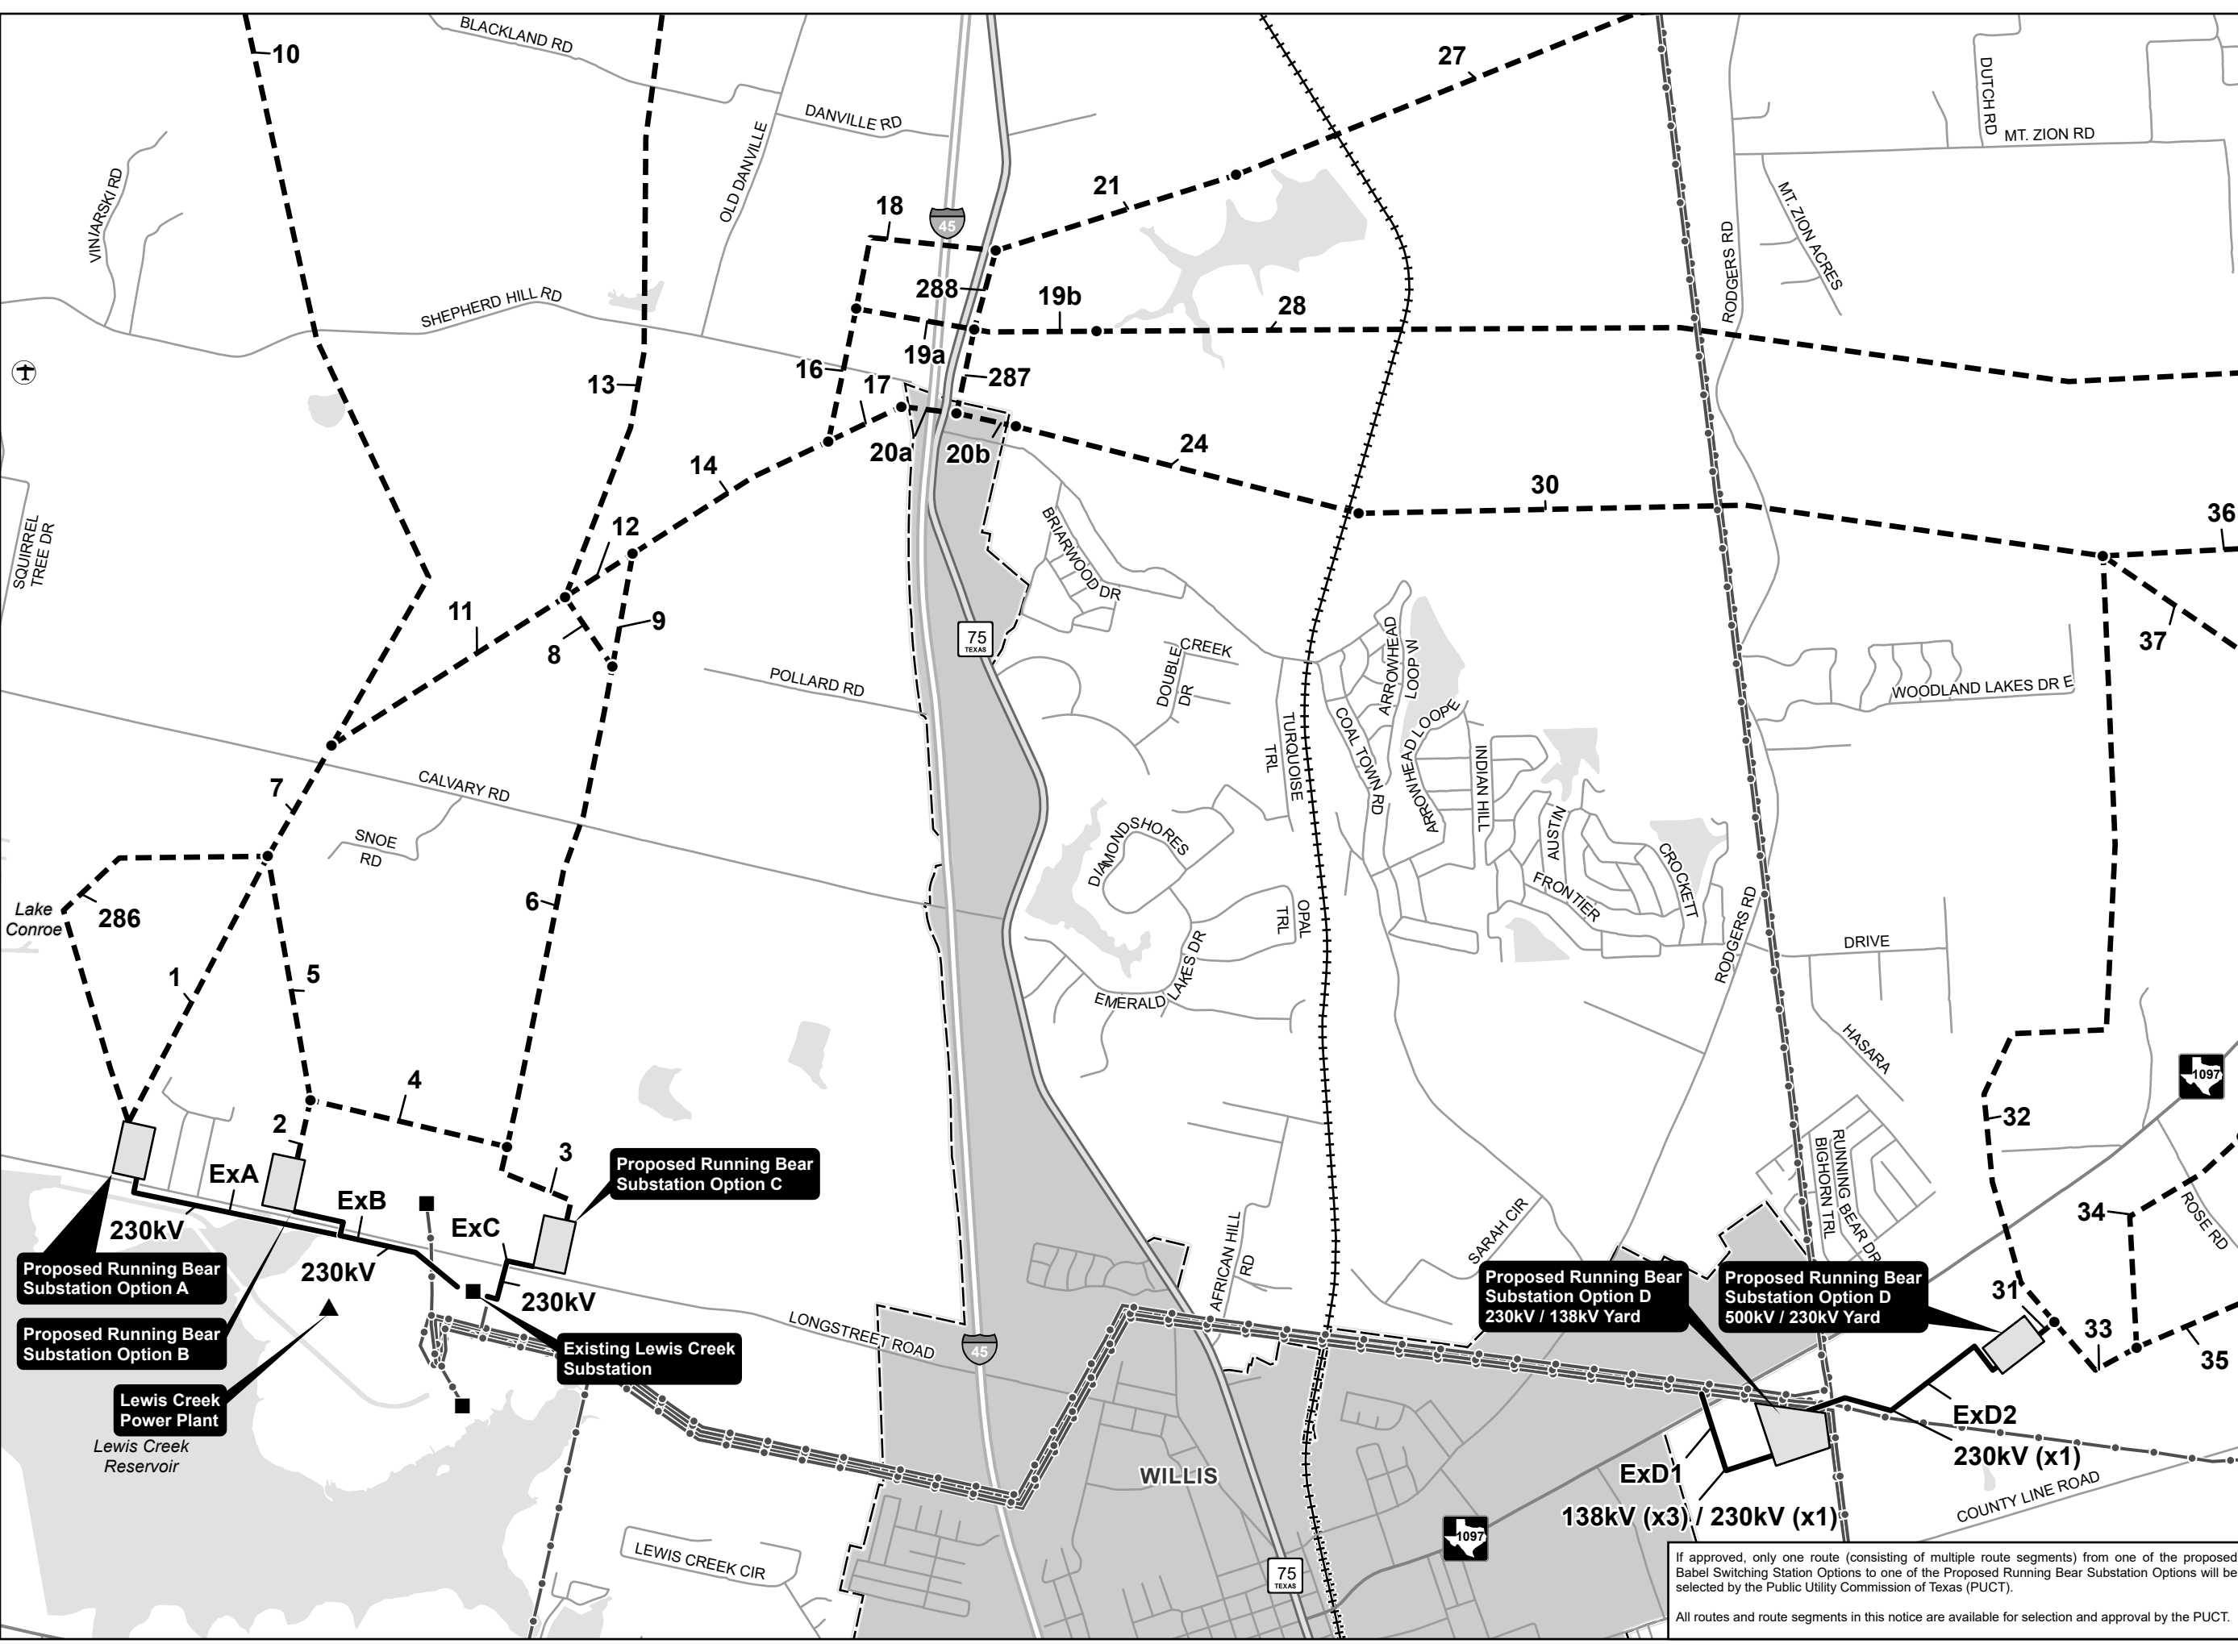 BLACKLAND RD
10
27
DUTCH RD
MT. ZION RD
DANVILLE RD
OLD DANVILLE
VINIARSKI RD
21
18
45
MT. ZION ACRES
RODGERS RD
288
19b
28
SHEPHERD HILL RD
19a
16
17
287
13
20a
20b
24
14
30
36
12
SQUIRREL
TREE DR
BRIARWOOD DR
11
9
8
75
TEXAS
37
DOUBLE CREEK
DR
ARROWHEAD
LOOP W
POLLARD RD
WOODLAND LAKES DR E
TURQUOISE
TRL
COAL TOWN RD
ARROWHEAD LOOPE
INDIAN HILL
CALVARY RD
7
SNOE
RD
DIAMONDSHORES
AUSTIN
CROCKETT
FRONTIER
6
286
Lake
Conroe
OPAL
TRL
RODGERS RD
DRIVE
1
5
EMERALD LAKES DR
HASARA
1097
4
2
32
3
RUNNING BEAR DR
BIGHORN TRL
Proposed Running Bear
Substation Option C
ExA
ExB
ExC
230kV
34
ROSE RD
AFRICAN HILL
RD
SARAH CIR
Proposed Running Bear
Substation Option A
230kV
230kV
Proposed Running Bear
Substation Option D
230kV / 138kV Yard
Proposed Running Bear
Substation Option D
500kV / 230kV Yard
31
33
35
Proposed Running Bear
Substation Option B
LONGSTREET ROAD
45
Existing Lewis Creek
Substation
Lewis Creek
Power Plant
Lewis Creek
Reservoir
ExD2
230kV (x1)
WILLIS
ExD1
138kV (x3) / 230kV (x1)
COUNTY LINE ROAD
1097
LEWIS CREEK CIR
75
TEXAS
If approved, only one route (consisting of multiple route segments) from one of the proposed
Babel Switching Station Options to one of the Proposed Running Bear Substation Options will be
selected by the Public Utility Commission of Texas (PUCT).
All routes and route segments in this notice are available for selection and approval by the PUCT.